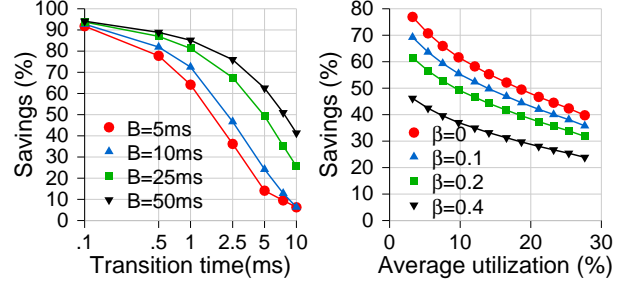 Savings (%)
100
90
80
70
60
50
40
30
20
10
0
B=5ms
B=10ms
B=25ms
B=50ms
.1
.5
1
2.5
5
10
Transition time(ms)
Savings (%)
80
70
60
50
40
30
20
10
0
β=0
β=0.1
β=0.2
β=0.4
0
10
20
30
Average utilization (%)